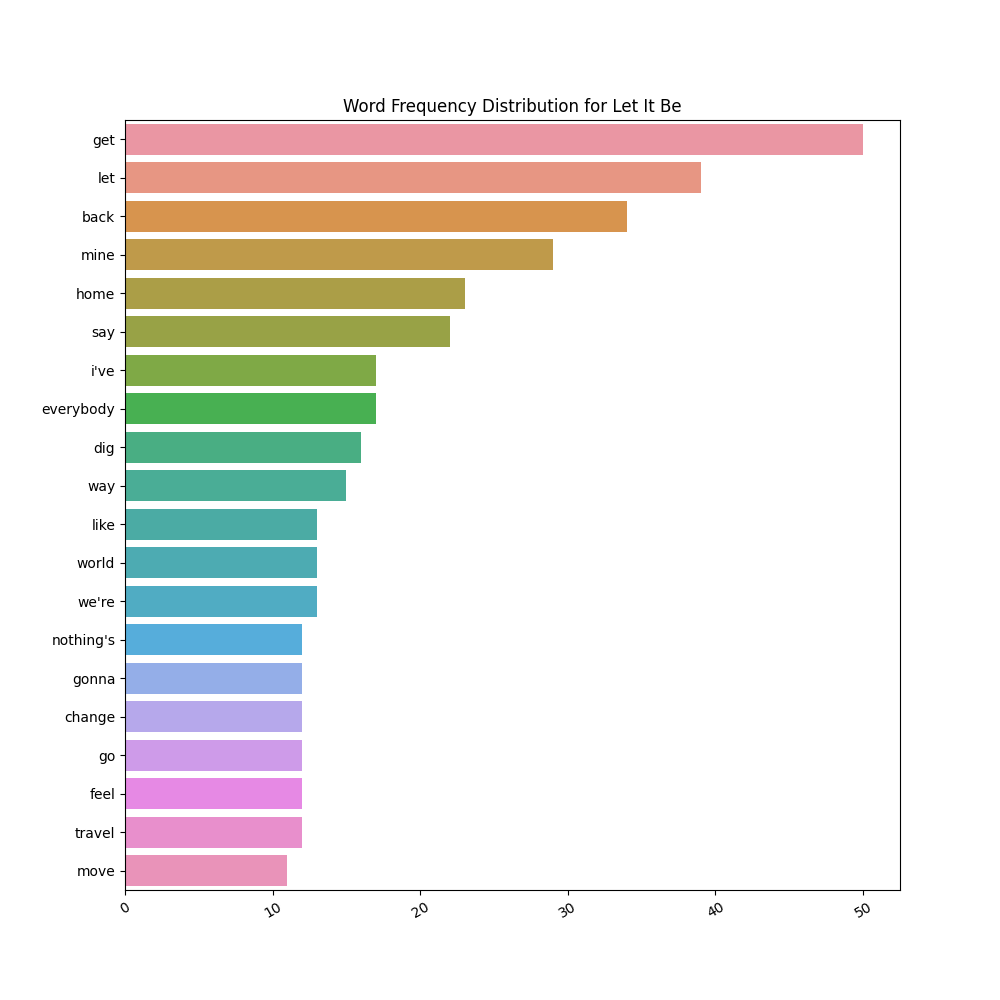 Word Frequency Distribution for Let It Be
get
let
back
mine
home
say
i've
everybody
dig
way
like
world
we're
nothing's
gonna
change
go
feel
travel
move
0 10 20 30 40 50